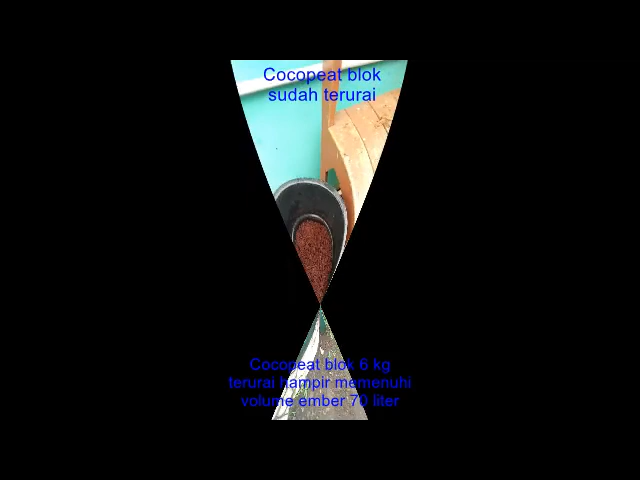 Cocopeat blok
sudah terurai
Cocopeat blok 6 kg
terurai hampir memenuhi
volume ember 70 liter